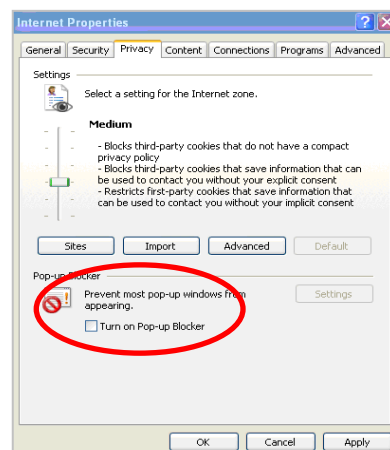 Internet Properties
General Security Privacy Content Connections Programs Advanced
Settings
Select a setting for the Internet zone.
Medium
- Blocks third-party cookies that do not have a compact
privacy policy
- Blocks third-party cookies that save information that can
be used to contact you without your explicit consent
- Restricts first-party cookies that save information that
can be used to contact you without your implicit consent
Sites Import Advanced Default
Pop-up Blocker
Prevent most pop-up windows from
appearing.
Settings
Turn on Pop-up Blocker
OK Cancel Apply